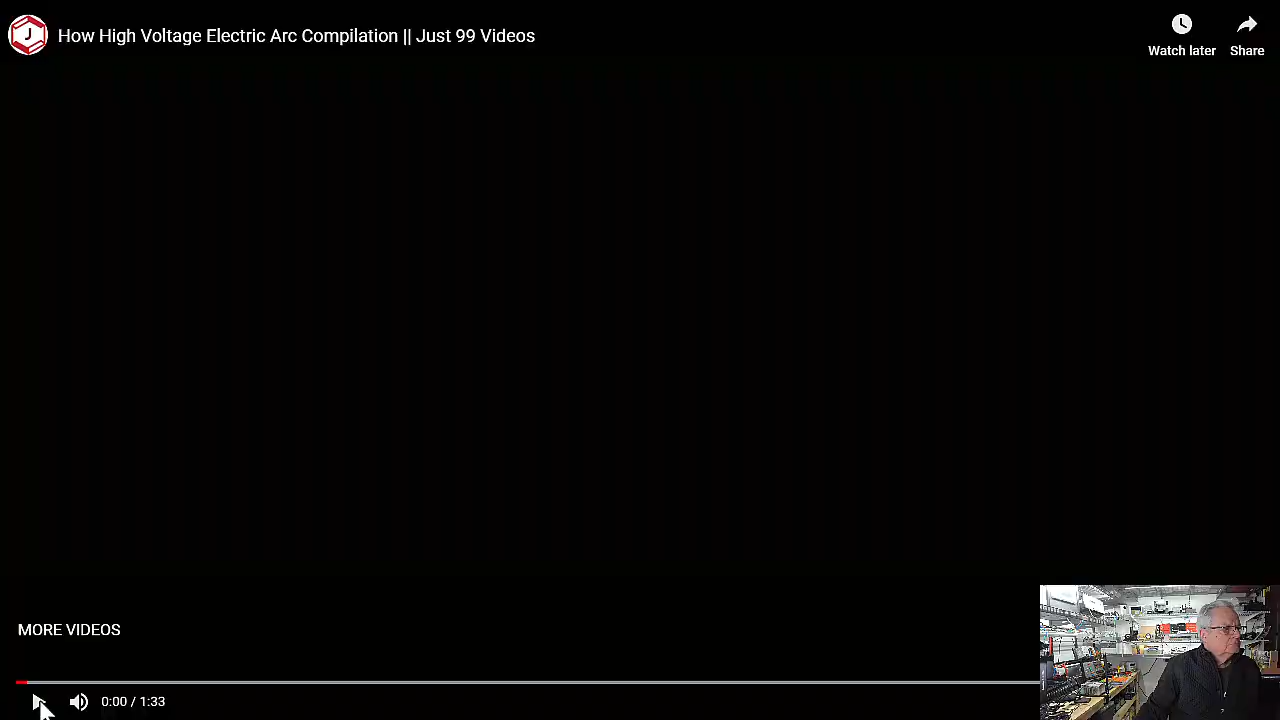 J
How High Voltage Electric Arc Compilation || Just 99 Videos
Watch later
Share
MORE VIDEOS
0:00 / 1:33